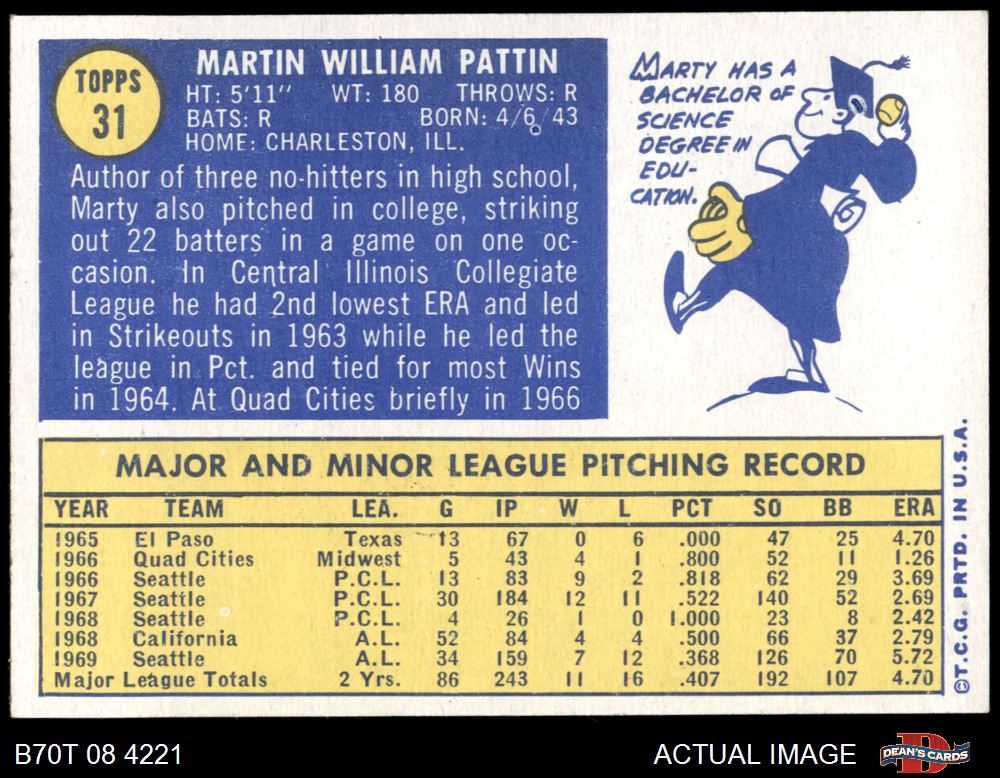 TOPPS
31
MARTIN WILLIAM PATTIN
HT: 5'11" WT: 180 THROWS: R
BATS: R BORN: 4/6/43
HOME: CHARLESTON, ILL.
Author of three no-hitters in high school,
Marty also pitched in college, striking
out 22 batters in a game on one oc-
casion. In Central Illinois Collegiate
League he had 2nd lowest ERA and led
in Strikeouts in 1963 while he led the
league in Pct. and tied for most Wins
in 1964. At Quad Cities briefly in 1966
MARTY HAS A
BACHELOR OF
SCIENCE
DEGREE IN
EDU-
CATION.
MAJOR AND MINOR LEAGUE PITCHING RECORD
YEAR TEAM LEA. G IP W L PCT SO BB ERA
1965 El Paso Texas 13 67 0 6 .000 47 25 4.70
1966 Quad Cities Midwest 5 43 4 1 .800 52 11 1.26
1966 Seattle P.C.L. 13 83 9 2 .818 62 29 3.69
1967 Seattle P.C.L. 30 184 12 11 .522 140 52 2.69
1968 Seattle P.C.L. 4 26 1 0 1.000 23 8 2.42
1968 California A.L. 52 84 4 4 .500 66 37 2.79
1969 Seattle A.L. 34 159 7 12 .368 126 70 5.72
Major League Totals 2 Yrs. 86 243 11 16 .407 192 107 4.70
©T.C.G. PRTD. IN U.S.A.
B70T 08 4221
ACTUAL IMAGE
D
DEAN'S CARDS